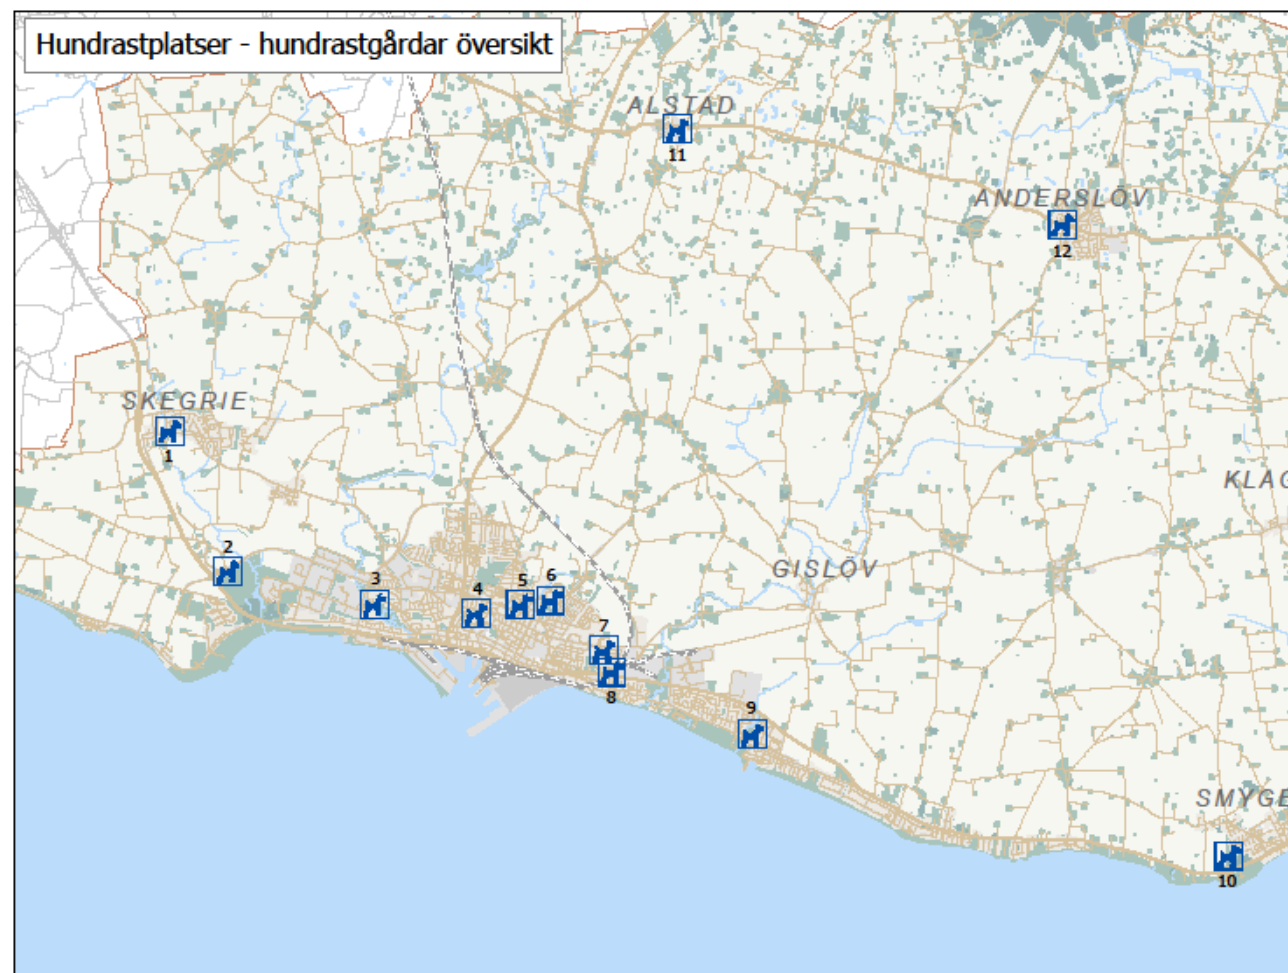 Hundrastplatser - hundrastgårdar översikt
ALSTAD
11
ANDERSLÖV
12
SKEGRIE
1
KLAG
2
3
4
5
6
GISLÖV
7
8
9
SMYGE
10